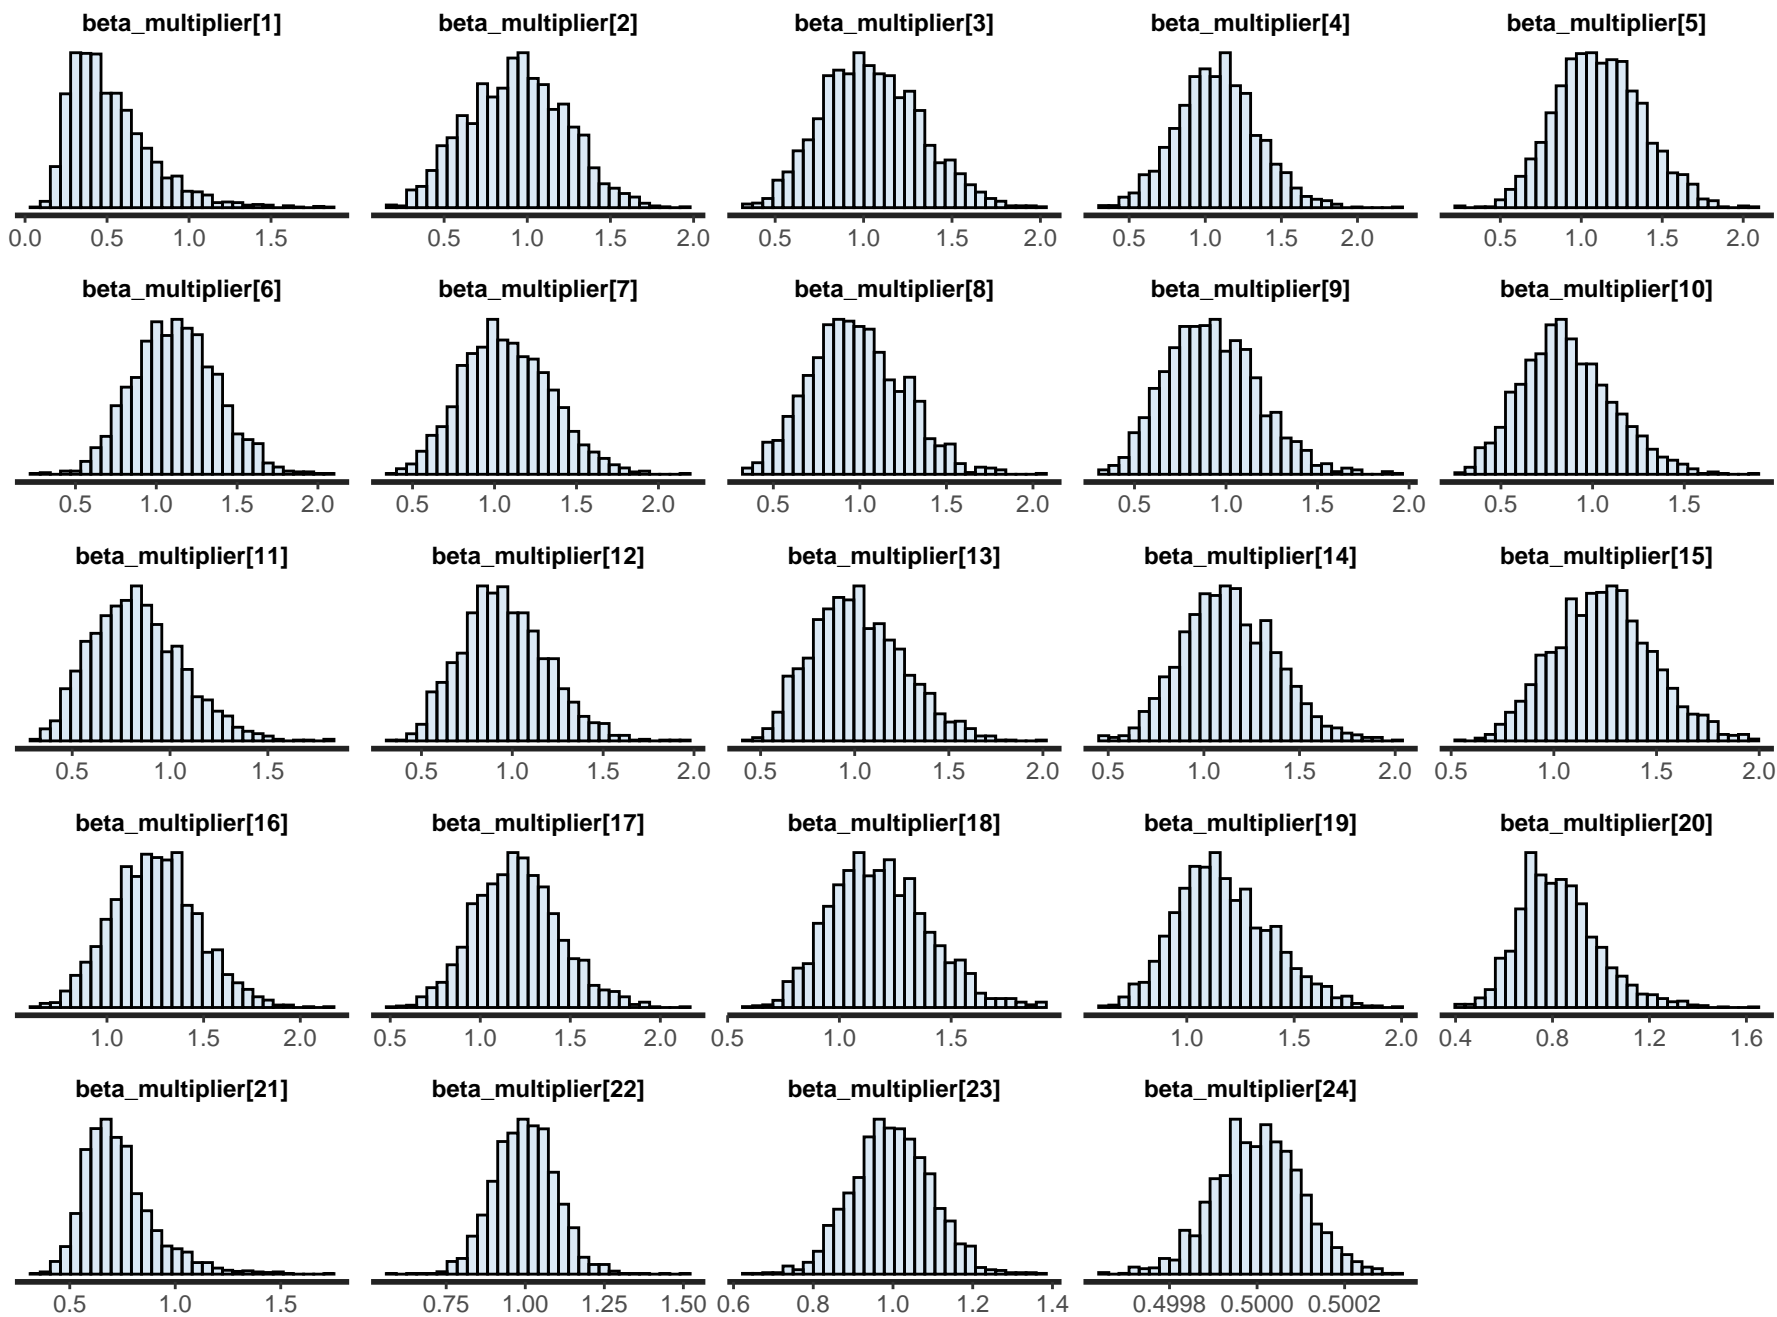 beta_multiplier[1] beta_multiplier[2] beta_multiplier[3] beta_multiplier[4] beta_multiplier[5]
0.0 0.5 1.0 1.5 0.5 1.0 1.5 2.0 0.5 1.0 1.5 2.0 0.5 1.0 1.5 2.0 0.5 1.0 1.5 2.0
beta_multiplier[6] beta_multiplier[7] beta_multiplier[8] beta_multiplier[9] beta_multiplier[10]
0.5 1.0 1.5 2.0 0.5 1.0 1.5 2.0 0.5 1.0 1.5 2.0 0.5 1.0 1.5 2.0 0.5 1.0 1.5
beta_multiplier[11] beta_multiplier[12] beta_multiplier[13] beta_multiplier[14] beta_multiplier[15]
0.5 1.0 1.5 0.5 1.0 1.5 2.0 0.5 1.0 1.5 2.0 0.5 1.0 1.5 2.0 0.5 1.0 1.5 2.0
beta_multiplier[16] beta_multiplier[17] beta_multiplier[18] beta_multiplier[19] beta_multiplier[20]
1.0 1.5 2.0 0.5 1.0 1.5 2.0 0.5 1.0 1.5 1.0 1.5 2.0 0.4 0.8 1.2 1.6
beta_multiplier[21] beta_multiplier[22] beta_multiplier[23] beta_multiplier[24]
0.5 1.0 1.5 0.75 1.00 1.25 1.50 0.6 0.8 1.0 1.2 1.4 0.4998 0.5000 0.5002